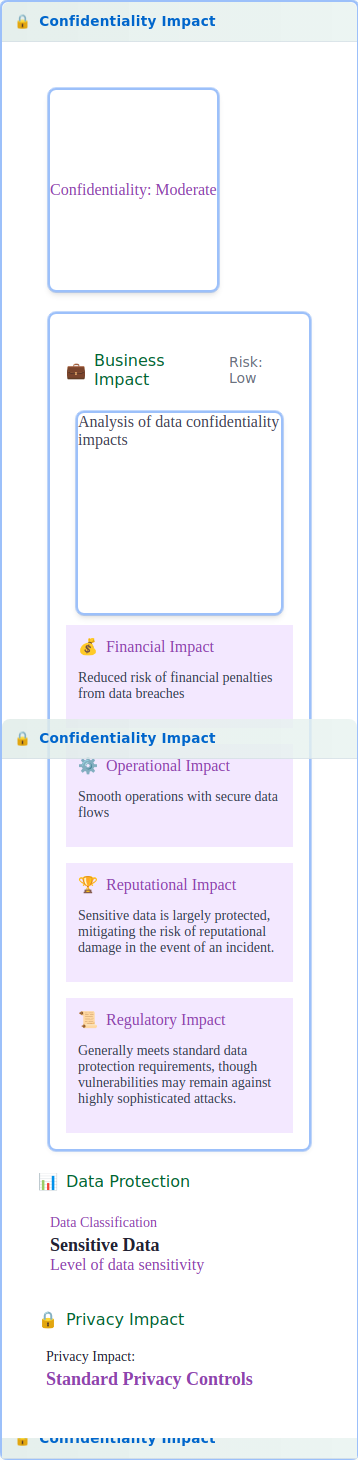 🔒 Confidentiality Impact
Confidentiality: Moderate
💼 Business
Impact
Risk:
Low
Analysis of data confidentiality
impacts
💰 Financial Impact
Reduced risk of financial penalties
from data breaches
🔒 Confidentiality Impact
⚙️ Operational Impact
Smooth operations with secure data
flows
🏆 Reputational Impact
Sensitive data is largely protected,
mitigating the risk of reputational
damage in the event of an incident.
📜 Regulatory Impact
Generally meets standard data
protection requirements, though
vulnerabilities may remain against
highly sophisticated attacks.
📊 Data Protection
Data Classification
Sensitive Data
Level of data sensitivity
🔒 Privacy Impact
Privacy Impact:
Standard Privacy Controls
🔒 Confidentiality Impact